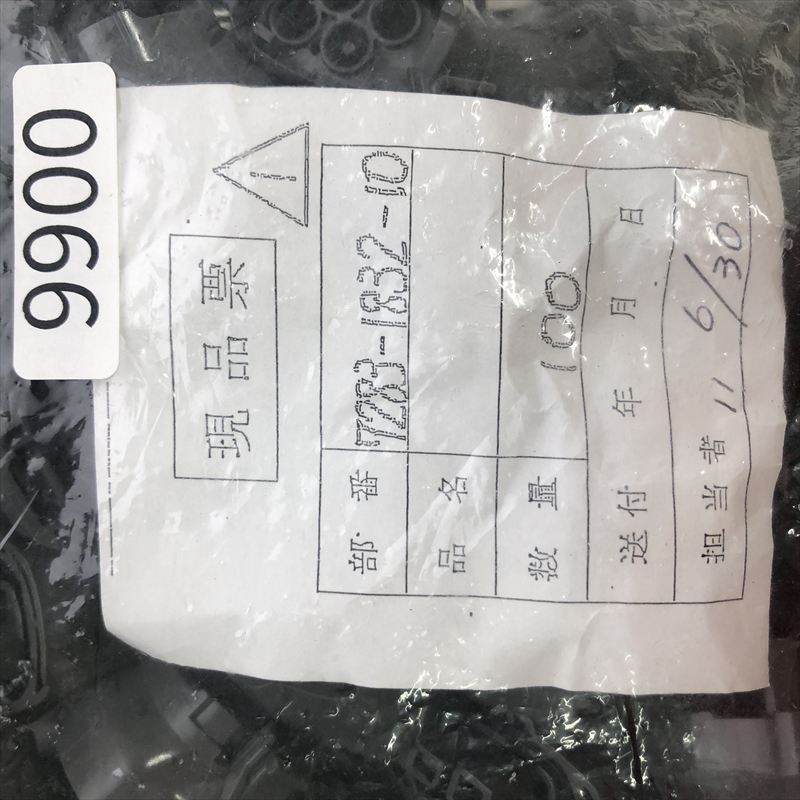 9900
現品票
!
部番 7283-1832-10
品名
数量 100
送付 年 月 日
担当者 11 6/30